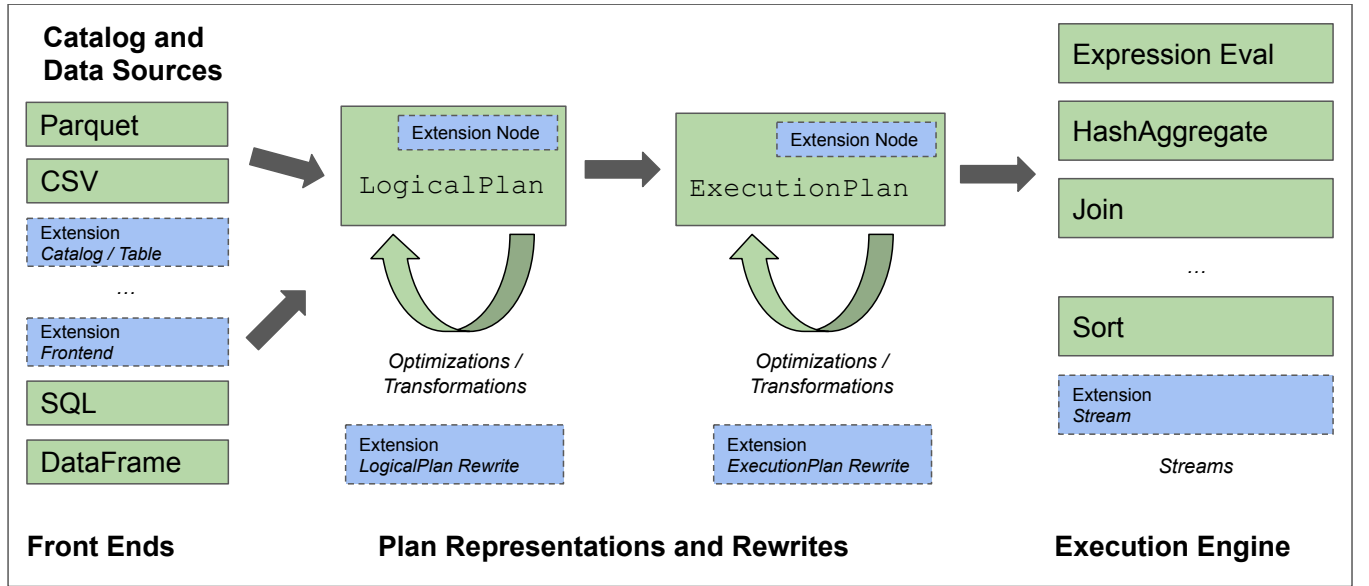 Catalog and
Data Sources
Parquet
CSV
Extension
Catalog / Table
...
Extension
Frontend
SQL
DataFrame
Front Ends
Extension Node
LogicalPlan
Optimizations /
Transformations
Extension
LogicalPlan Rewrite
Extension Node
ExecutionPlan
Optimizations /
Transformations
Extension
ExecutionPlan Rewrite
Plan Representations and Rewrites
Expression Eval
HashAggregate
Join
...
Sort
Extension
Stream
Streams
Execution Engine